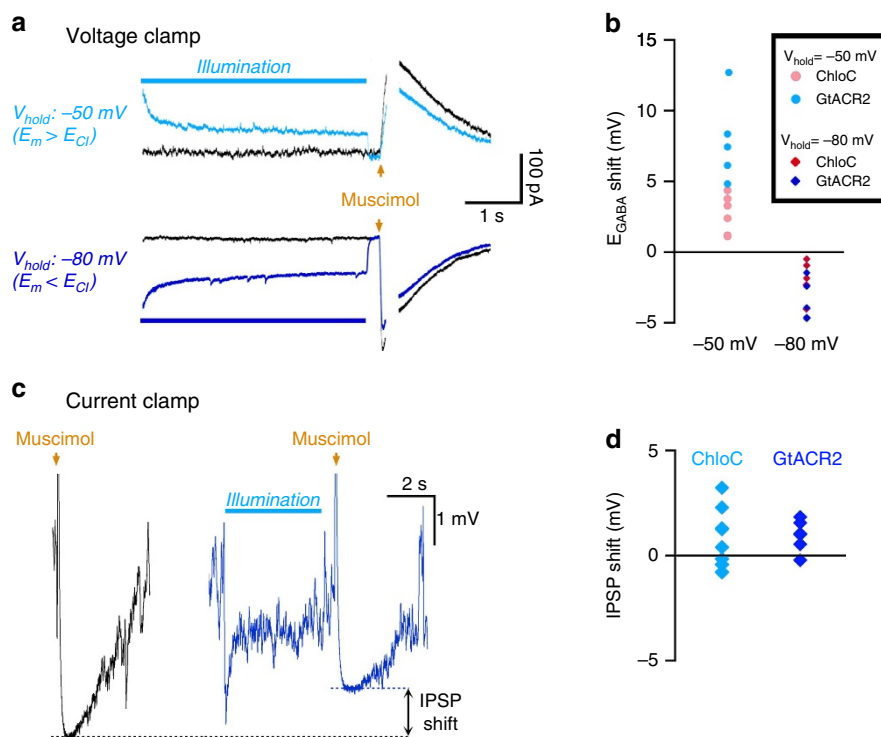 a
Voltage clamp
Illumination
V_hold: –50 mV
(E_m > E_Cl)
100 pA
1 s
Muscimol
V_hold: –80 mV
(E_m < E_Cl)
b
15
10
5
0
–5
E_GABA shift (mV)
–50 mV
–80 mV
V_hold= –50 mV
ChloC
GtACR2
V_hold= –80 mV
ChloC
GtACR2
c
Current clamp
Muscimol
Muscimol
Illumination
2 s
1 mV
IPSP
shift
d
5
0
–5
IPSP shift (mV)
ChloC
GtACR2